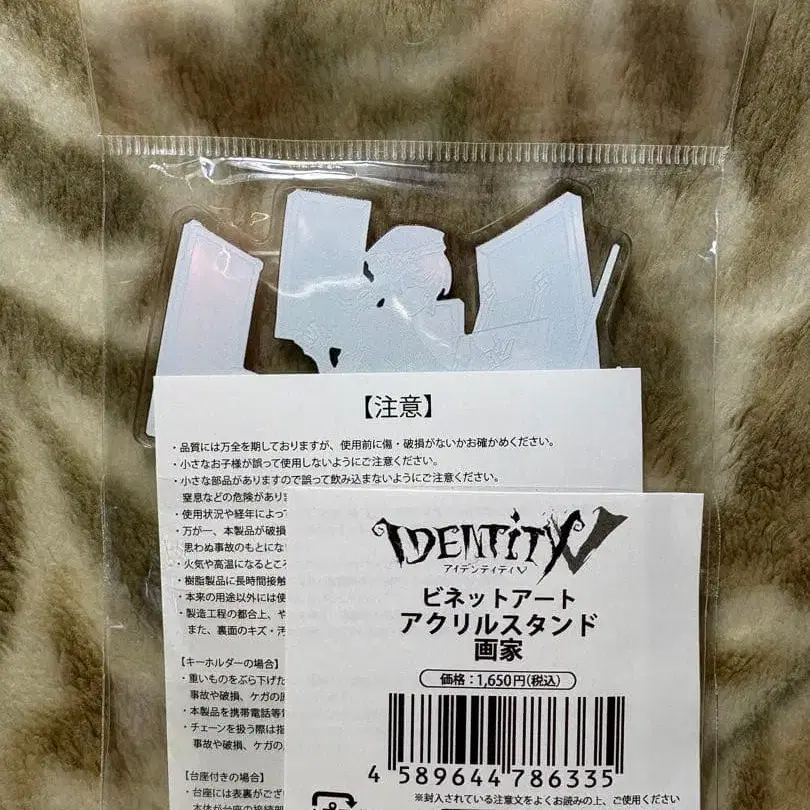 【注意】
・品質には万全を期しておりますが、使用前に傷・破損がないかお確かめください。
・小さなお子様が誤って使用しないようにご注意ください。
・小さな部品がありますので誤って飲み込まないようにご注意ください。
窒息などの危険があり
・使用状況や経年によって
・万が一、本製品が破損
思わぬ事故のもとにな
・火気や高温になるところ
・樹脂製品に長時間接触
・本来の用途以外には使
・製造工程の都合上、や
また、裏面のキズ・汚
【キーホルダーの場合】
・重いものをぶら下げた
事故や破損、ケガの原
・本製品を携帯電話等
・チェーンを扱う際は指
事故や破損、ケガの
【台座付きの場合】
・台座には表裏がござ
本体が台座の接続部
IDENTITY V
アイデンティティV
ビネットアート
アクリルスタンド
画家
価格：1,650円(税込)
4 589644 786335
※封入されている注意文をよくお読みの上、ご使用ください